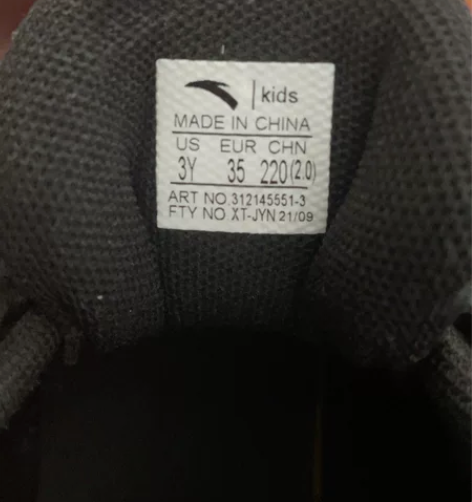 kids
MADE IN CHINA
US EUR CHN
3Y 35 220(2.0)
ART NO.312145551-3
FTY NO XT-JYN 21/09